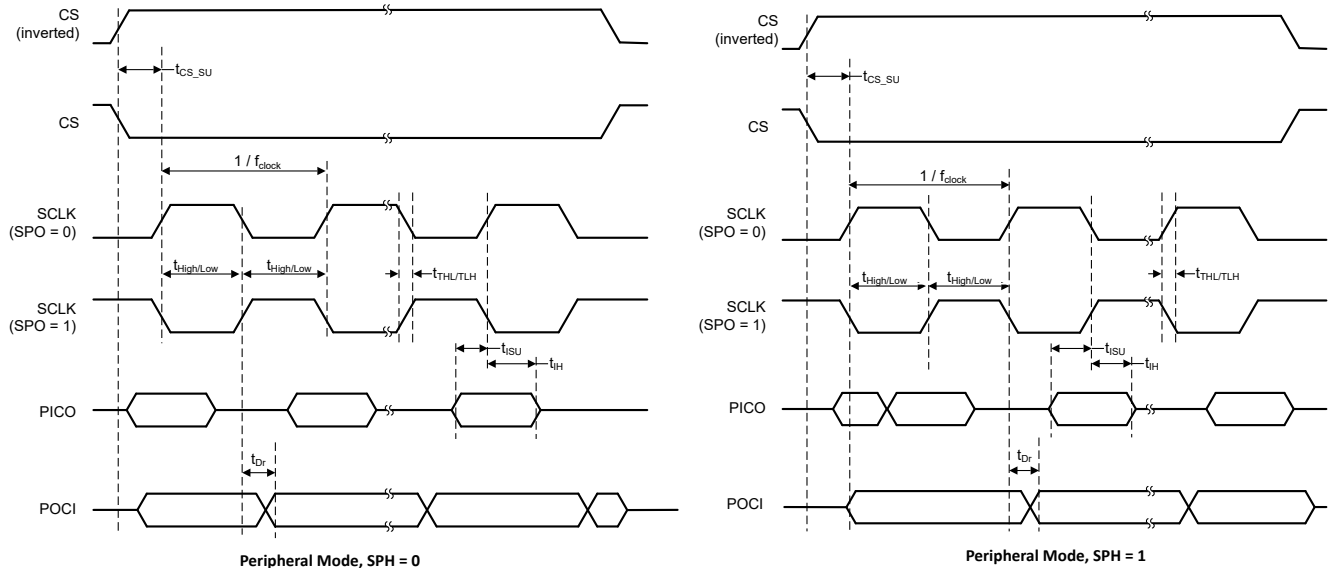 CS
(inverted)
tCS_SU
CS
1 / fclock
SCLK
(SPO = 0)
tHigh/Low
tHigh/Low
tTHL/TLH
SCLK
(SPO = 1)
tISU
tIH
PICO
tDr
POCI
Peripheral Mode, SPH = 0
CS
(inverted)
tCS_SU
CS
1 / fclock
SCLK
(SPO = 0)
tHigh/Low
tHigh/Low
tTHL/TLH
SCLK
(SPO = 1)
tISU
tIH
PICO
tDr
POCI
Peripheral Mode, SPH = 1